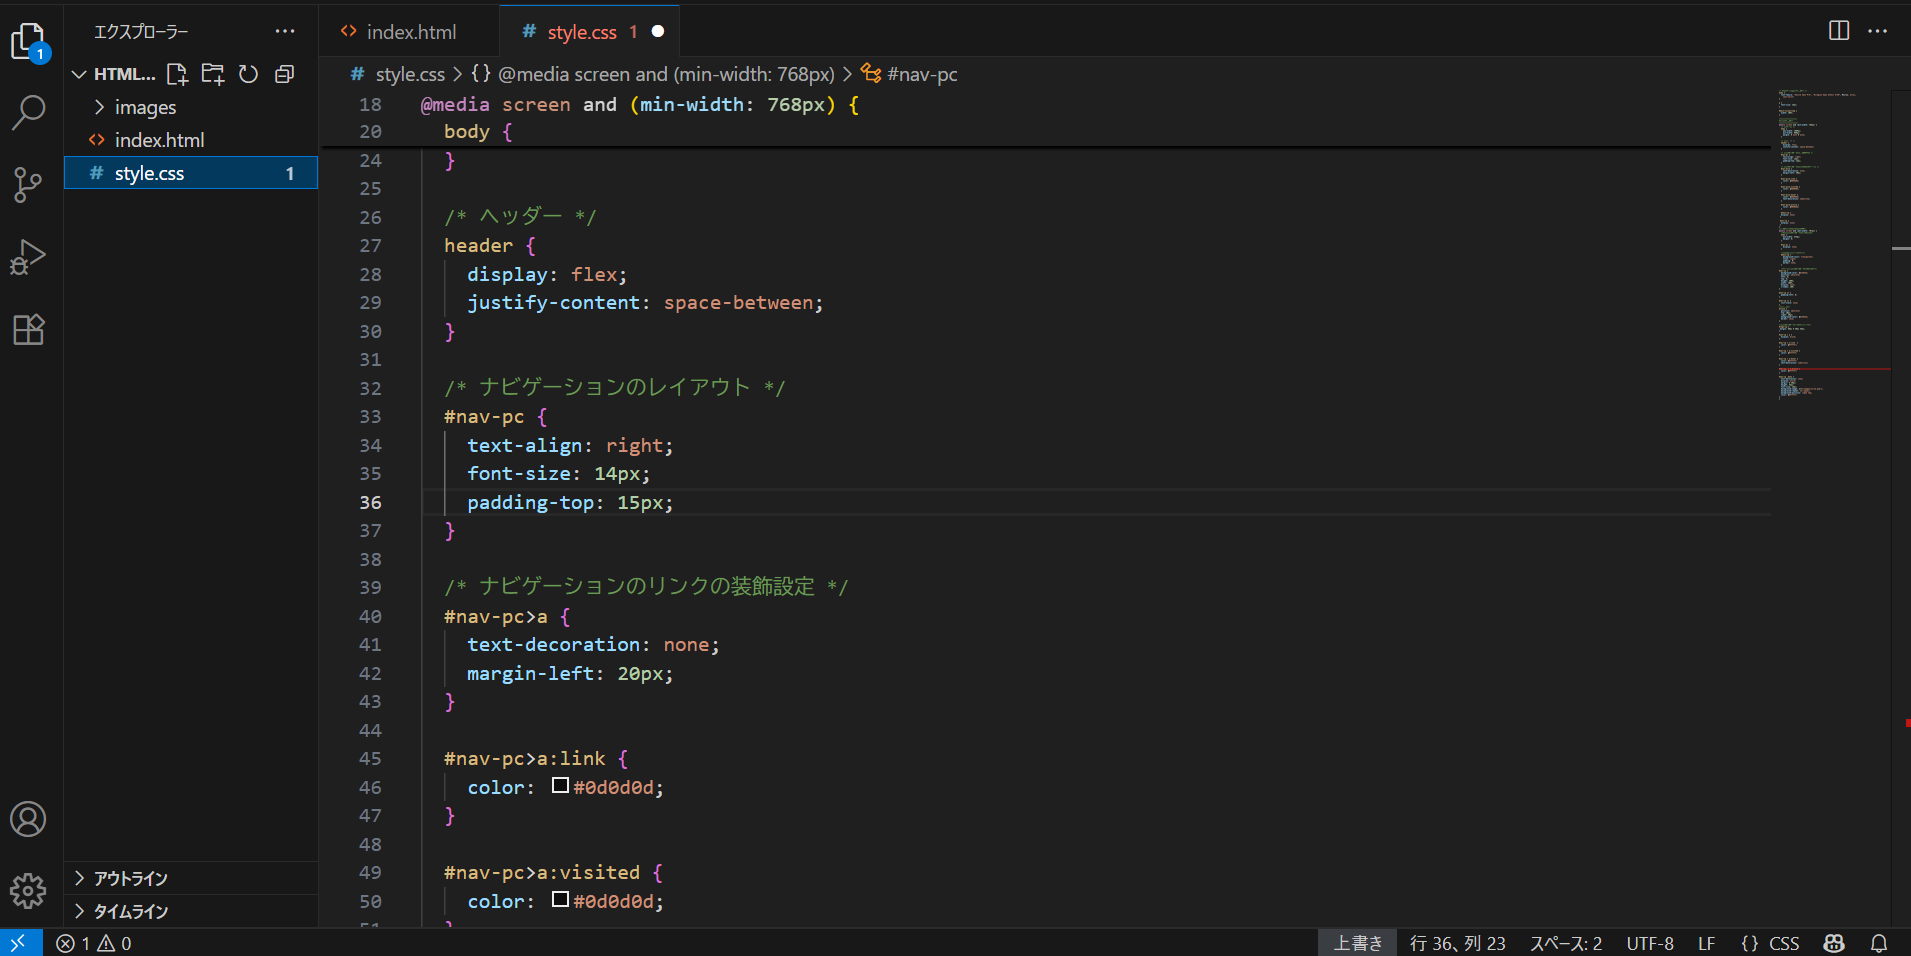 エクスプローラー
index.html
style.css 1
HTML...
style.css > {} @media screen and (min-width: 768px) > #nav-pc
images
index.html
style.css 1
18 @media screen and (min-width: 768px) {
20 body {
24 }
25
26 /* ヘッダー */
27 header {
28 display: flex;
29 justify-content: space-between;
30 }
31
32 /* ナビゲーションのレイアウト */
33 #nav-pc {
34 text-align: right;
35 font-size: 14px;
36 padding-top: 15px;
37 }
38
39 /* ナビゲーションのリンクの装飾設定 */
40 #nav-pc>a {
41 text-decoration: none;
42 margin-left: 20px;
43 }
44
45 #nav-pc>a:link {
46 color: #0d0d0d;
47 }
48
49 #nav-pc>a:visited {
50 color: #0d0d0d;
51 }
1
アウトライン
タイムライン
1 0
上書き
行 36、列 23
スペース: 2
UTF-8
LF
{} CSS